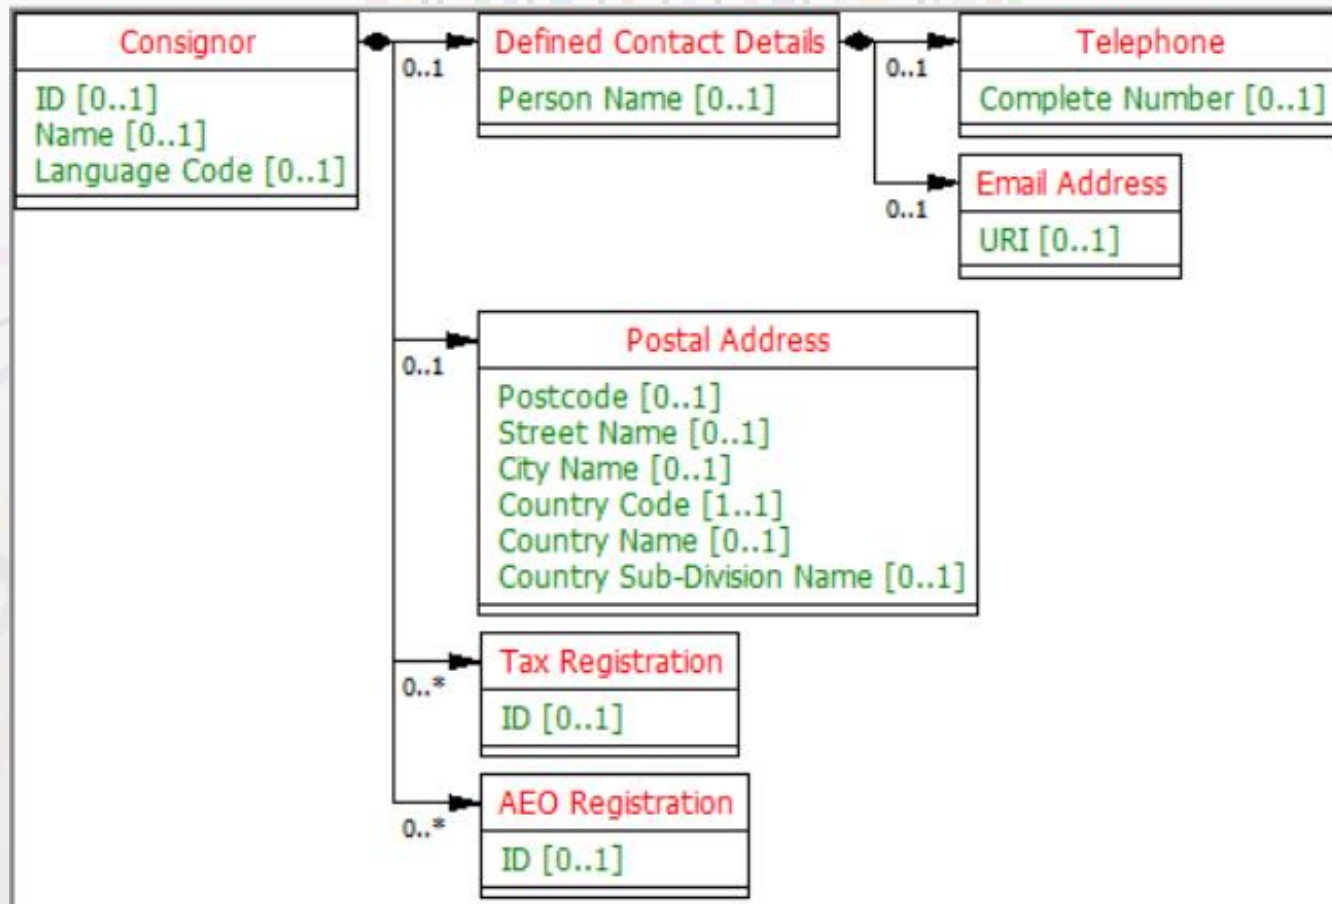 Consignor
ID [0..1]
Name [0..1]
Language Code [0..1]
0..1
Defined Contact Details
Person Name [0..1]
0..1
Telephone
Complete Number [0..1]
0..1
Email Address
URI [0..1]
0..1
Postal Address
Postcode [0..1]
Street Name [0..1]
City Name [0..1]
Country Code [1..1]
Country Name [0..1]
Country Sub-Division Name [0..1]
0..*
Tax Registration
ID [0..1]
0..*
AEO Registration
ID [0..1]